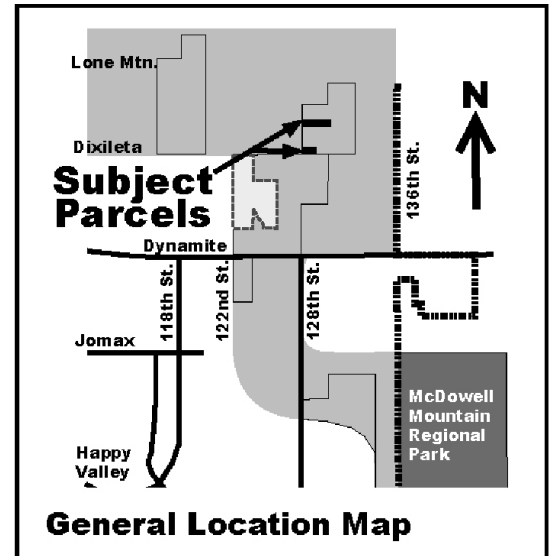 Lone Mtn.
Dixileta
N
Subject
Parcels
136th St.
Dynamite
118th St.
122nd St.
128th St.
Jomax
McDowell
Mountain
Regional
Park
Happy
Valley
General Location Map